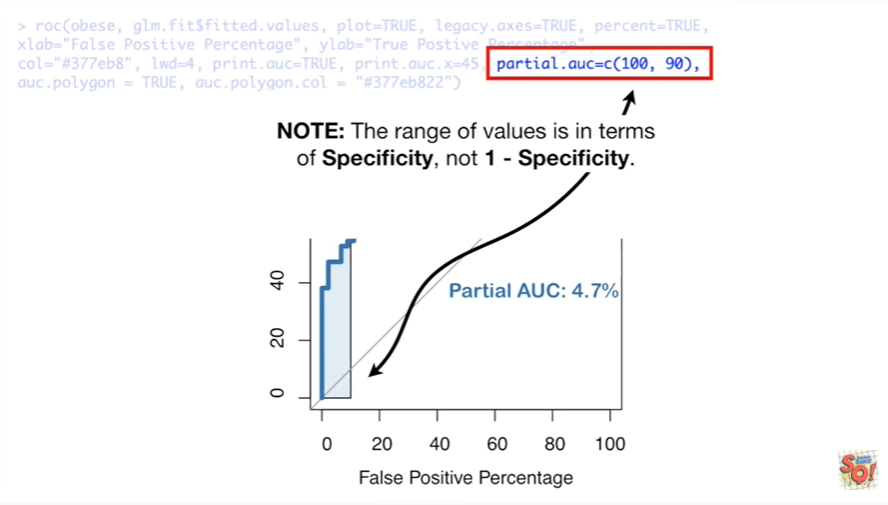 > roc(obese, glm.fit$fitted.values, plot=TRUE, legacy.axes=TRUE, percent=TRUE,
xlab="False Positive Percentage", ylab="True Postive Percentage",
col="#377eb8", lwd=4, print.auc=TRUE, print.auc.x=45, partial.auc=c(100, 90),
auc.polygon = TRUE, auc.polygon.col = "#377eb822")
NOTE: The range of values is in terms
of Specificity, not 1 - Specificity.
40
Partial AUC: 4.7%
20
0
0 20 40 60 80 100
False Positive Percentage
SQ!